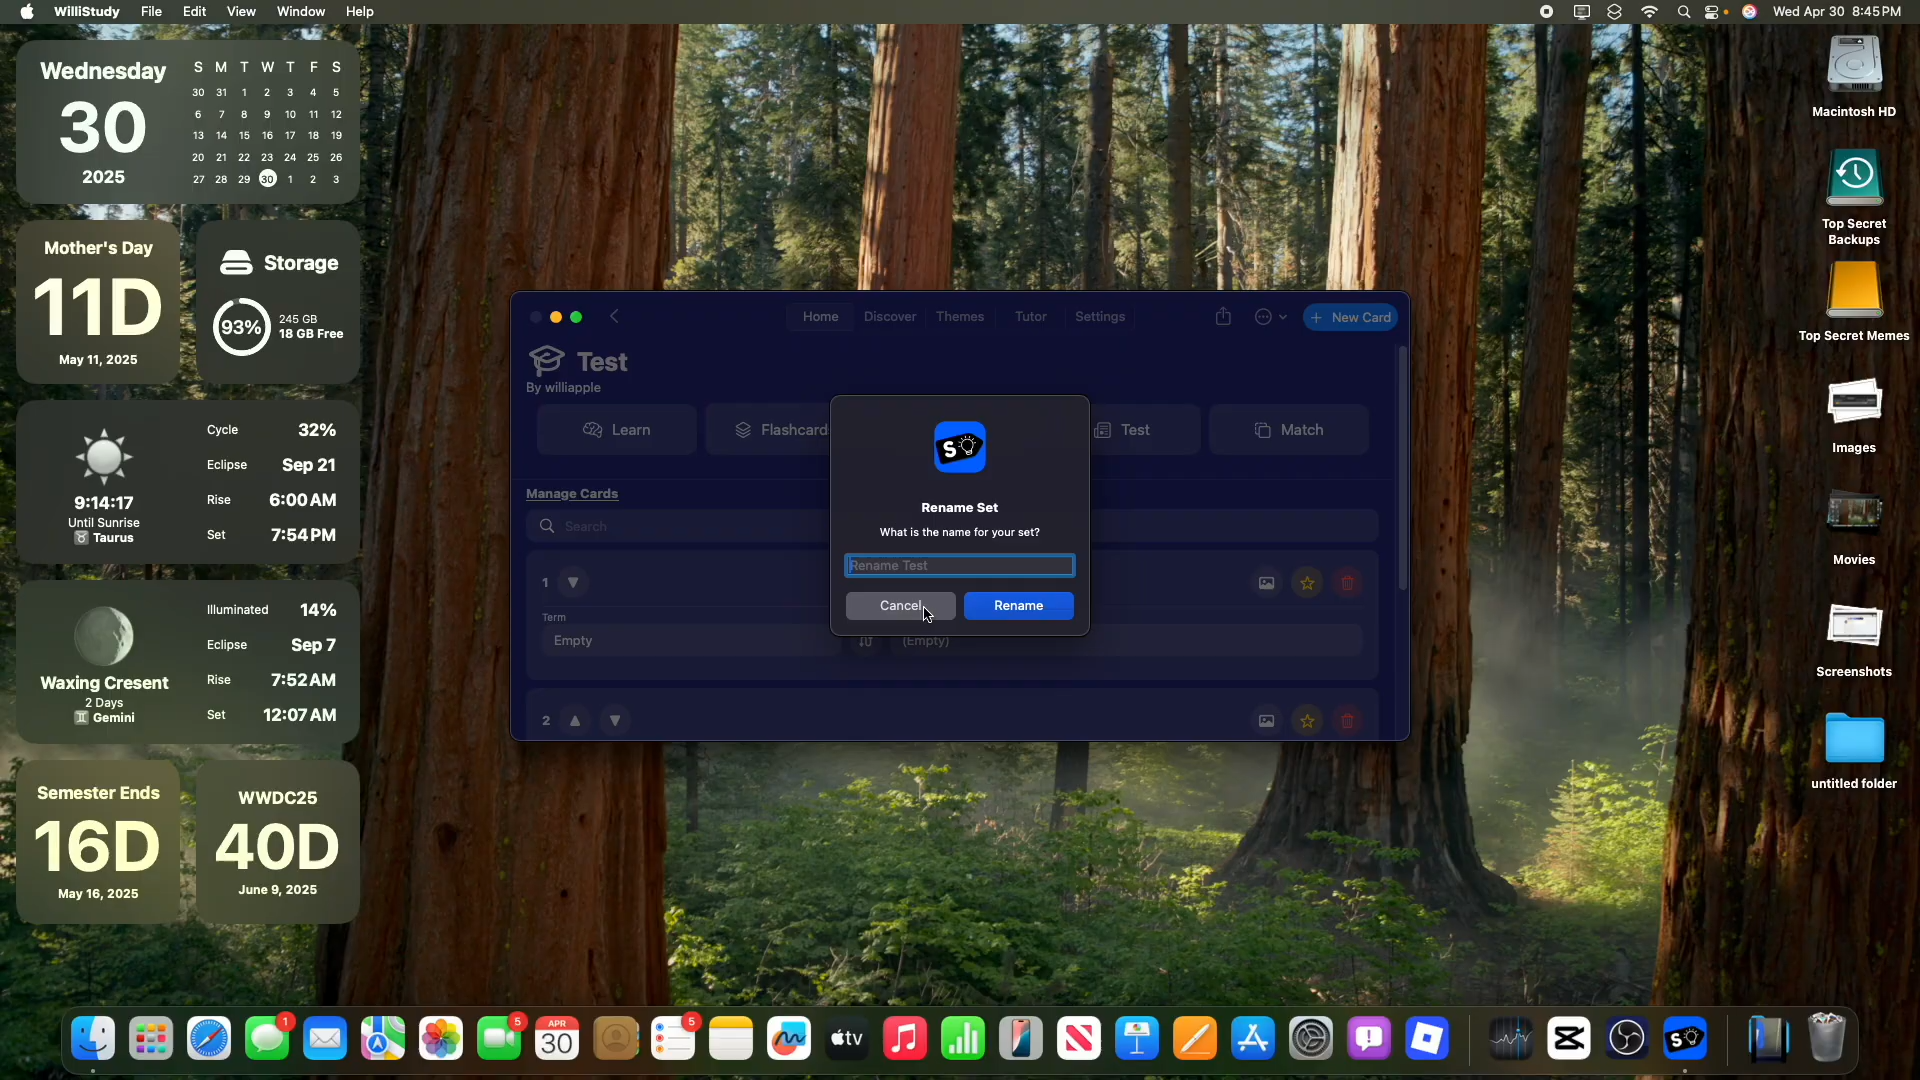 WilliStudy File Edit View Window Help
Wed Apr 30 8:45 PM
Wednesday
30
2025
S M T W T F S
30 31 1 2 3 4 5
6 7 8 9 10 11 12
13 14 15 16 17 18 19
20 21 22 23 24 25 26
27 28 29 30 1 2 3
Mother's Day
11D
May 11, 2025
Storage
93%
245 GB
18 GB Free
9:14:17
Until Sunrise
Taurus
Cycle 32%
Eclipse Sep 21
Rise 6:00 AM
Set 7:54 PM
Waxing Cresent
2 Days
Gemini
Illuminated 14%
Eclipse Sep 7
Rise 7:52 AM
Set 12:07 AM
Semester Ends
16D
May 16, 2025
WWDC25
40D
June 9, 2025
Home Discover Themes Tutor Settings
+ New Card
Test
By williapple
Learn
Flashcard
Test
Match
Manage Cards
Search
1
Term
Empty
(Empty)
2
S
Rename Set
What is the name for your set?
Rename Test
Cancel
Rename
Macintosh HD
Top Secret
Backups
Top Secret Memes
Images
Movies
Screenshots
untitled folder
1
5
APR
30
5
tv
S